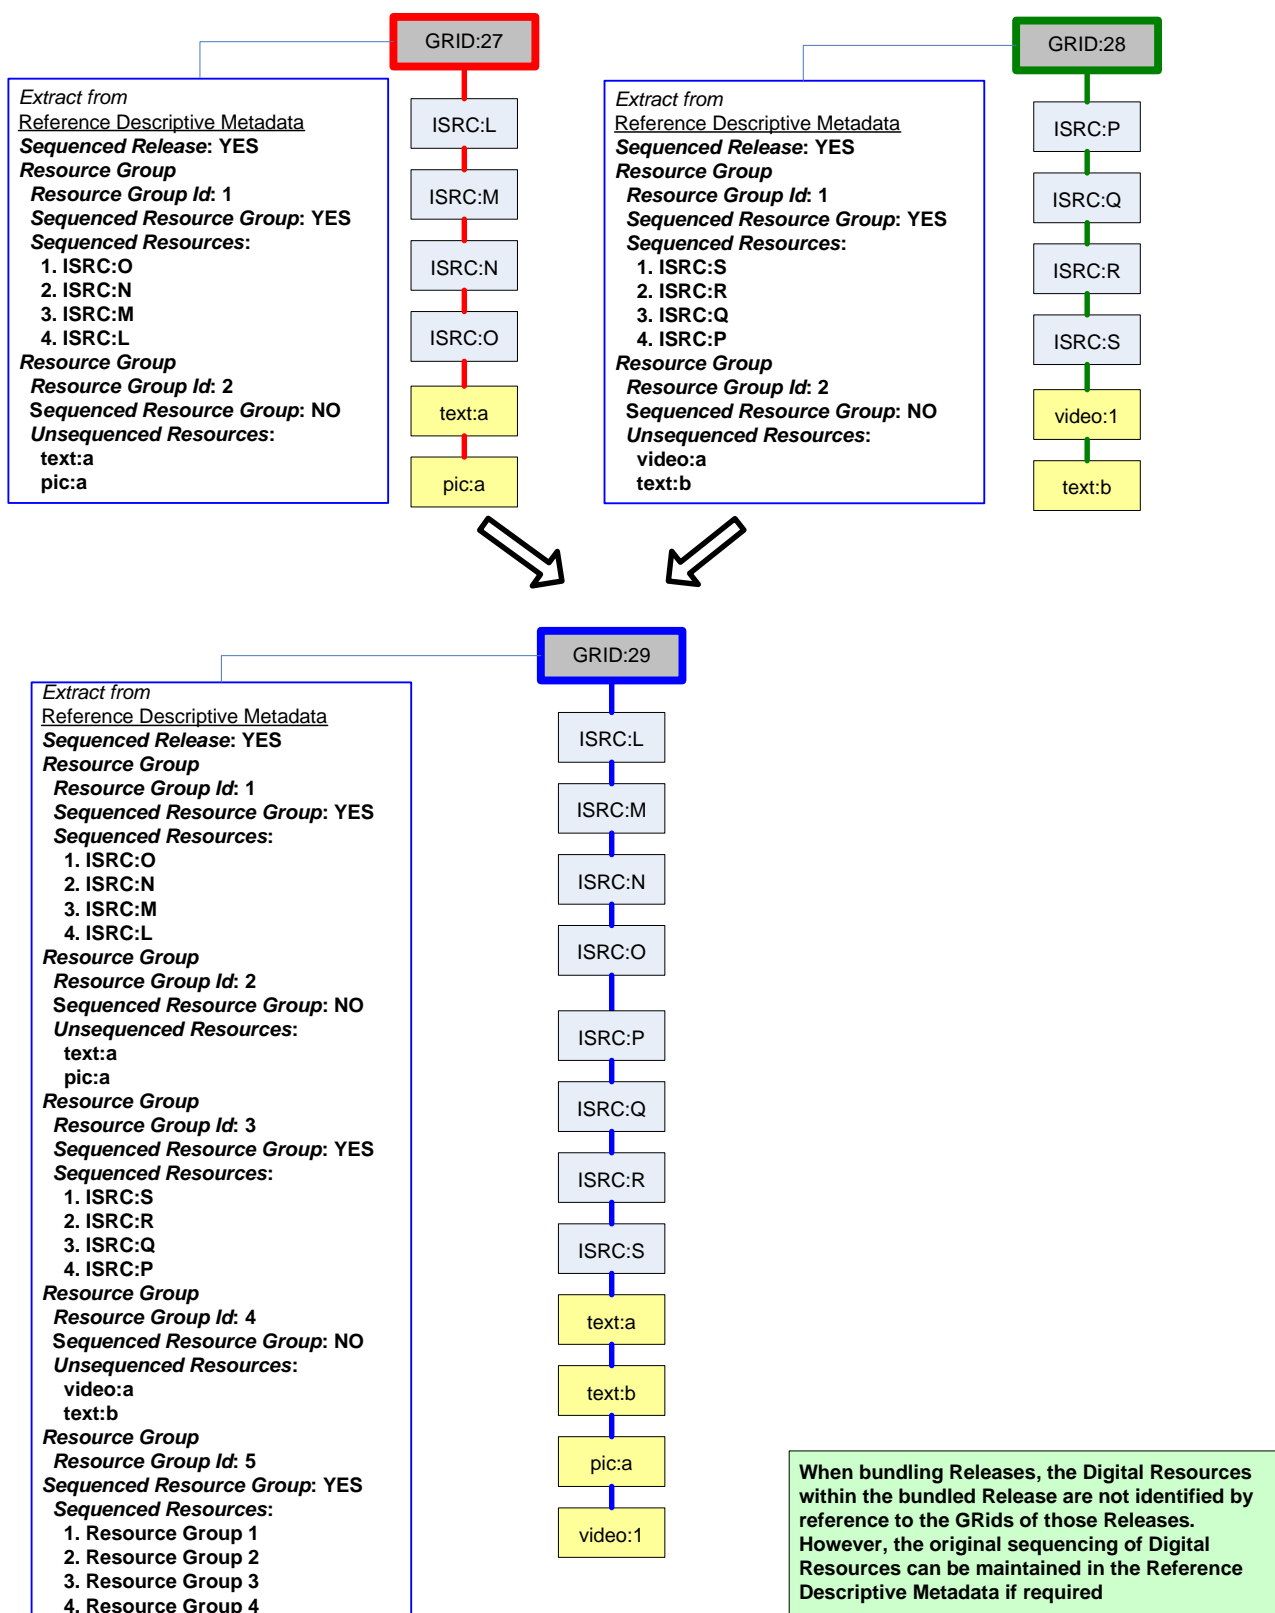 GRID:27
Extract from
Reference Descriptive Metadata
Sequenced Release: YES
Resource Group
Resource Group Id: 1
Sequenced Resource Group: YES
Sequenced Resources:
1. ISRC:O
2. ISRC:N
3. ISRC:M
4. ISRC:L
Resource Group
Resource Group Id: 2
Sequenced Resource Group: NO
Unsequenced Resources:
text:a
pic:a
ISRC:L
ISRC:M
ISRC:N
ISRC:O
text:a
pic:a
GRID:28
Extract from
Reference Descriptive Metadata
Sequenced Release: YES
Resource Group
Resource Group Id: 1
Sequenced Resource Group: YES
Sequenced Resources:
1. ISRC:S
2. ISRC:R
3. ISRC:Q
4. ISRC:P
Resource Group
Resource Group Id: 2
Sequenced Resource Group: NO
Unsequenced Resources:
video:a
text:b
ISRC:P
ISRC:Q
ISRC:R
ISRC:S
video:1
text:b
GRID:29
Extract from
Reference Descriptive Metadata
Sequenced Release: YES
Resource Group
Resource Group Id: 1
Sequenced Resource Group: YES
Sequenced Resources:
1. ISRC:O
2. ISRC:N
3. ISRC:M
4. ISRC:L
Resource Group
Resource Group Id: 2
Sequenced Resource Group: NO
Unsequenced Resources:
text:a
pic:a
Resource Group
Resource Group Id: 3
Sequenced Resource Group: YES
Sequenced Resources:
1. ISRC:S
2. ISRC:R
3. ISRC:Q
4. ISRC:P
Resource Group
Resource Group Id: 4
Sequenced Resource Group: NO
Unsequenced Resources:
video:a
text:b
Resource Group
Resource Group Id: 5
Sequenced Resource Group: YES
Sequenced Resources:
1. Resource Group 1
2. Resource Group 2
3. Resource Group 3
4. Resource Group 4
ISRC:L
ISRC:M
ISRC:N
ISRC:O
ISRC:P
ISRC:Q
ISRC:R
ISRC:S
text:a
text:b
pic:a
video:1
When bundling Releases, the Digital Resources
within the bundled Release are not identified by
reference to the GRids of those Releases.
However, the original sequencing of Digital
Resources can be maintained in the Reference
Descriptive Metadata if required